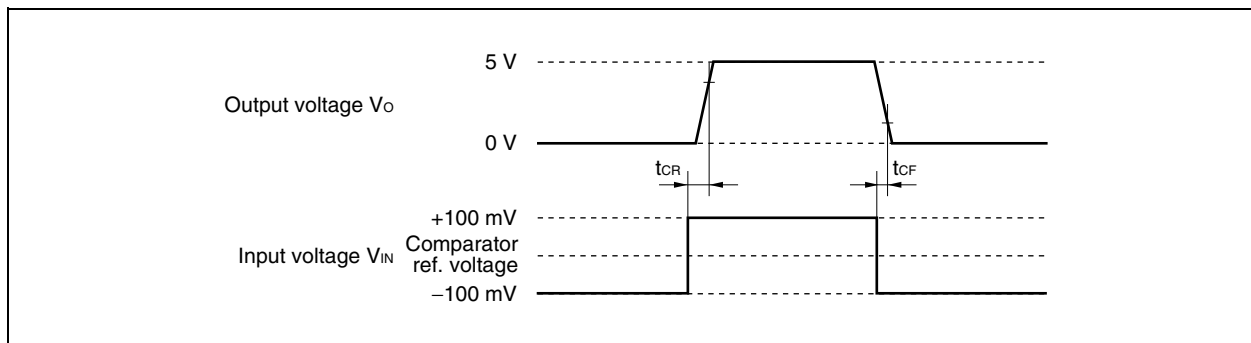 5 V
Output voltage VO
0 V
tCR
tCF
+100 mV
Input voltage VIN
Comparator
ref. voltage
−100 mV